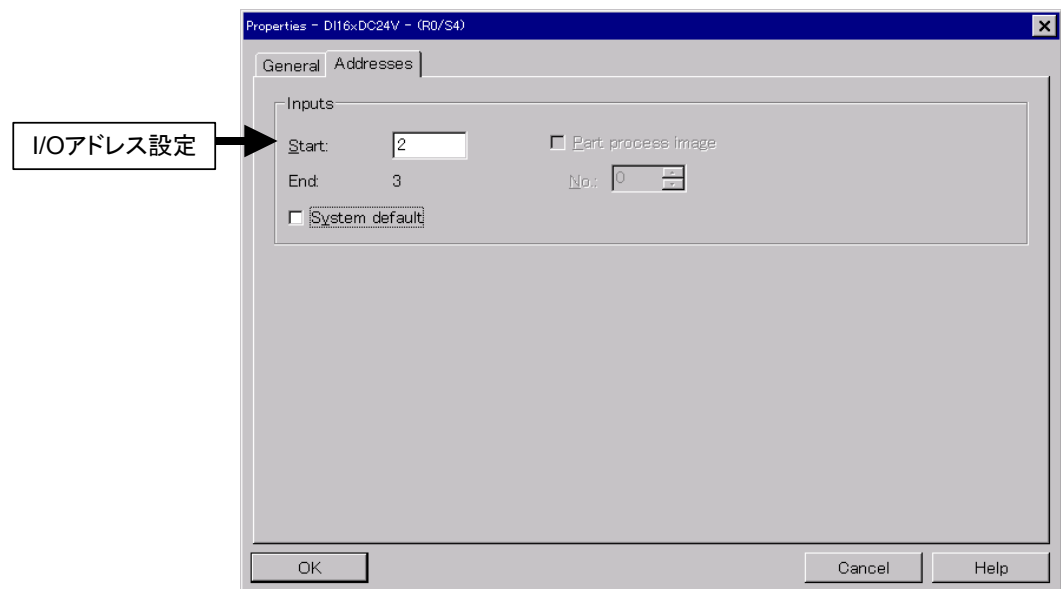 Properties - DI16xDC24V - (R0/S4)
General Addresses
Inputs
I/Oアドレス設定
Start: 2 Part process image
End: 3 No.: 0
System default
OK Cancel Help